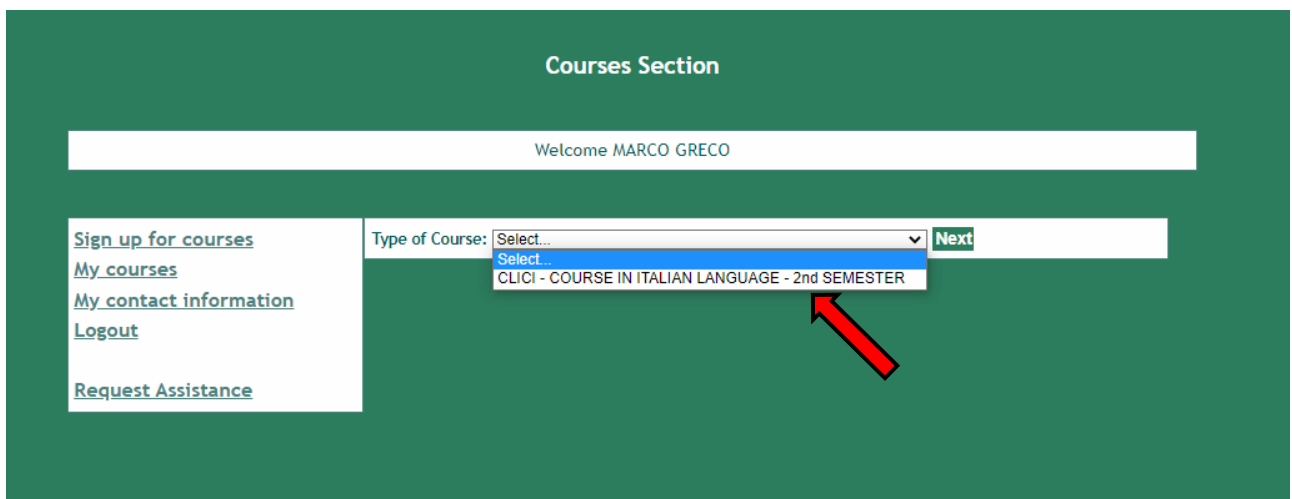 Courses Section
Welcome MARCO GRECO
Sign up for courses
My courses
My contact information
Logout
Request Assistance
Type of Course: Select... Next
Select...
CLICI - COURSE IN ITALIAN LANGUAGE - 2nd SEMESTER